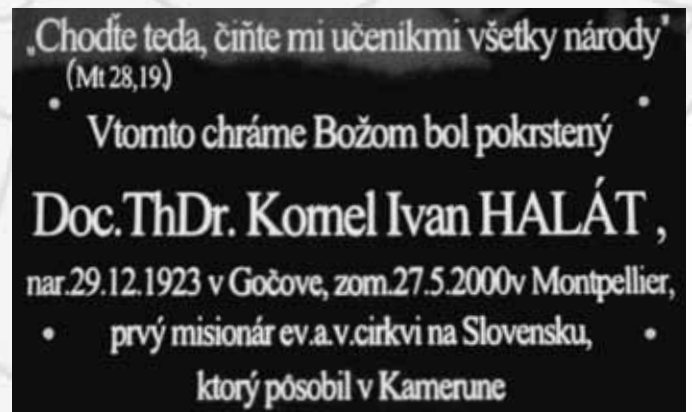 „Choďte teda, čiňte mi učeníkmi všetky národy"
(Mt 28,19.)
Vtomto chráme Božom bol pokrstený
Doc.ThDr. Kornel Ivan HALÁT ,
nar.29.12.1923 v Gočove, zom.27.5.2000v Montpellier,
prvý misionár ev.a.v.cirkvi na Slovensku,
ktorý pôsobil v Kamerune